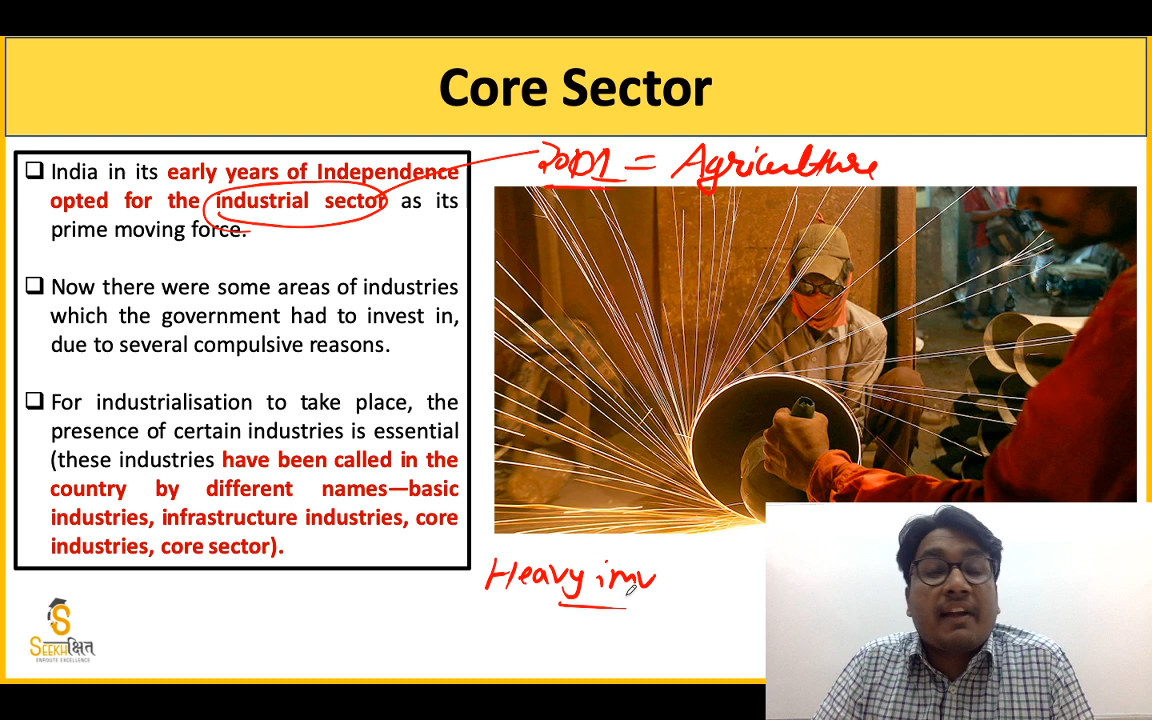 Core Sector
2001 = Agriculture
❑ India in its early years of Independence
opted for the industrial sector as its
prime moving force.
❑ Now there were some areas of industries
which the government had to invest in,
due to several compulsive reasons.
❑ For industrialisation to take place, the
presence of certain industries is essential
(these industries have been called in the
country by different names—basic
industries, infrastructure industries, core
industries, core sector).
Heavy inv
S
SEEKHक्षित
ENROUTE EXCELLENCE